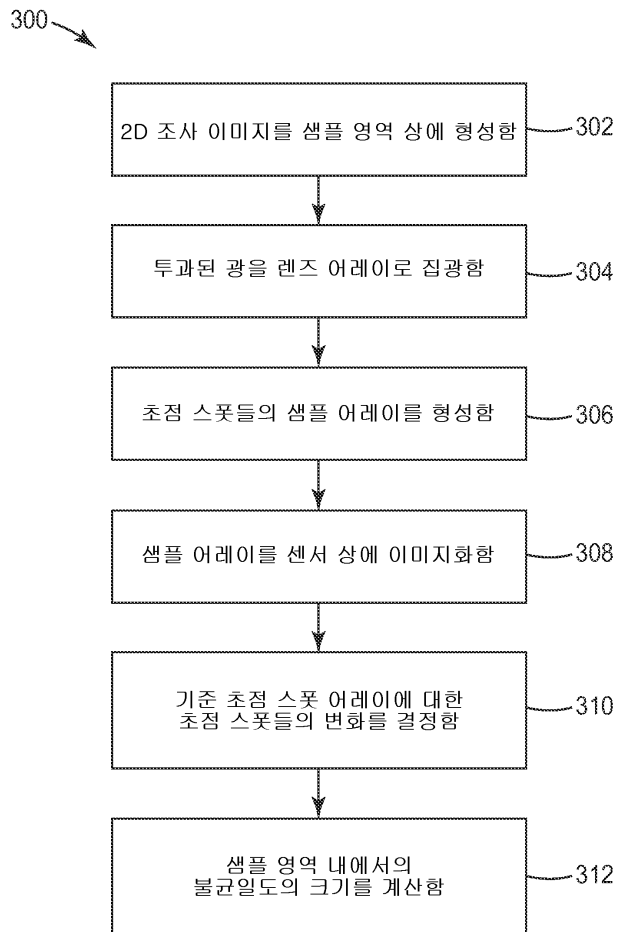 300
2D 조사 이미지를 샘플 영역 상에 형성함
302
투과된 광을 렌즈 어레이로 집광함
304
초점 스폿들의 샘플 어레이를 형성함
306
샘플 어레이를 센서 상에 이미지화함
308
기준 초점 스폿 어레이에 대한
초점 스폿들의 변화를 결정함
310
샘플 영역 내에서의
불균일도의 크기를 계산함
312